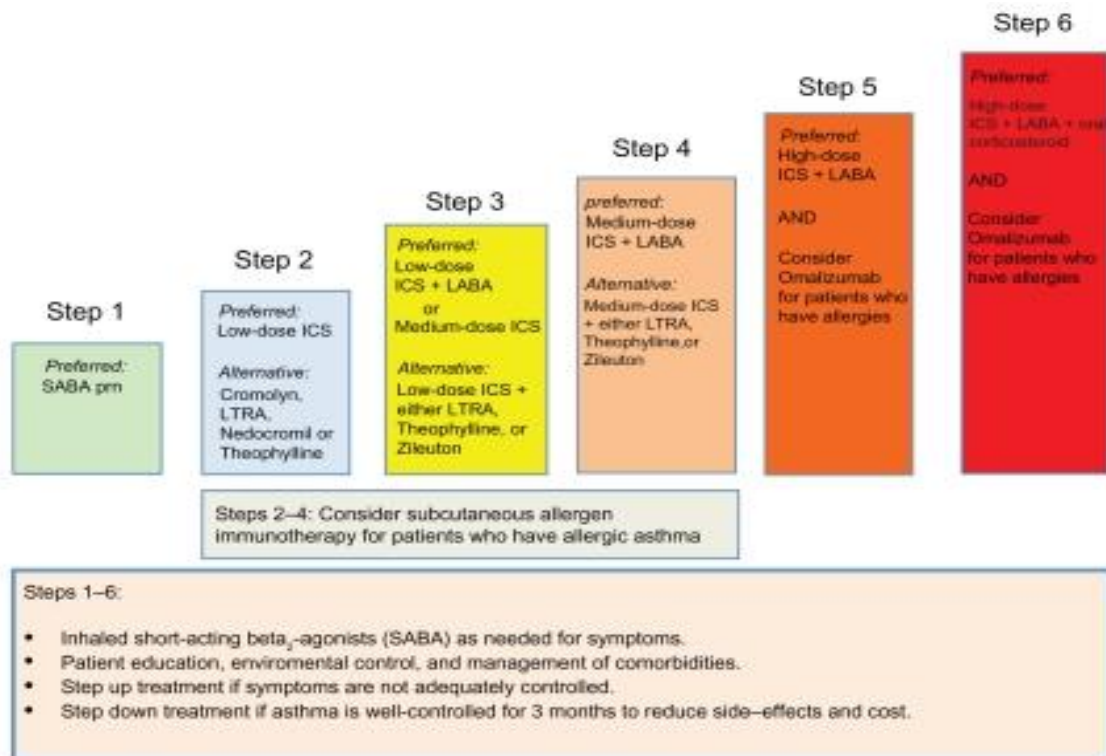 Step 1
Preferred:
SABA prn
Step 2
Preferred:
Low-dose ICS
Alternative:
Cromolyn,
LTRA,
Nedocromil or
Theophylline
Step 3
Preferred:
Low-dose
ICS + LABA
or
Medium-dose ICS
Alternative:
Low-dose ICS +
either LTRA,
Theophylline, or
Zileuton
Step 4
preferred:
Medium-dose
ICS + LABA
Alternative:
Medium-dose ICS
+ either LTRA,
Theophylline,or
Zileuton
Step 5
Preferred:
High-dose
ICS + LABA
AND
Consider
Omalizumab
for patients who
have allergies
Step 6
Preferred:
High-dose
ICS + LABA + oral
corticosteroid
AND
Consider
Omalizumab
for patients who
have allergies
Steps 2–4: Consider subcutaneous allergen
immunotherapy for patients who have allergic asthma
Steps 1–6:
• Inhaled short-acting beta₂-agonists (SABA) as needed for symptoms.
• Patient education, enviromental control, and management of comorbidities.
• Step up treatment if symptoms are not adequately controlled.
• Step down treatment if asthma is well-controlled for 3 months to reduce side–effects and cost.